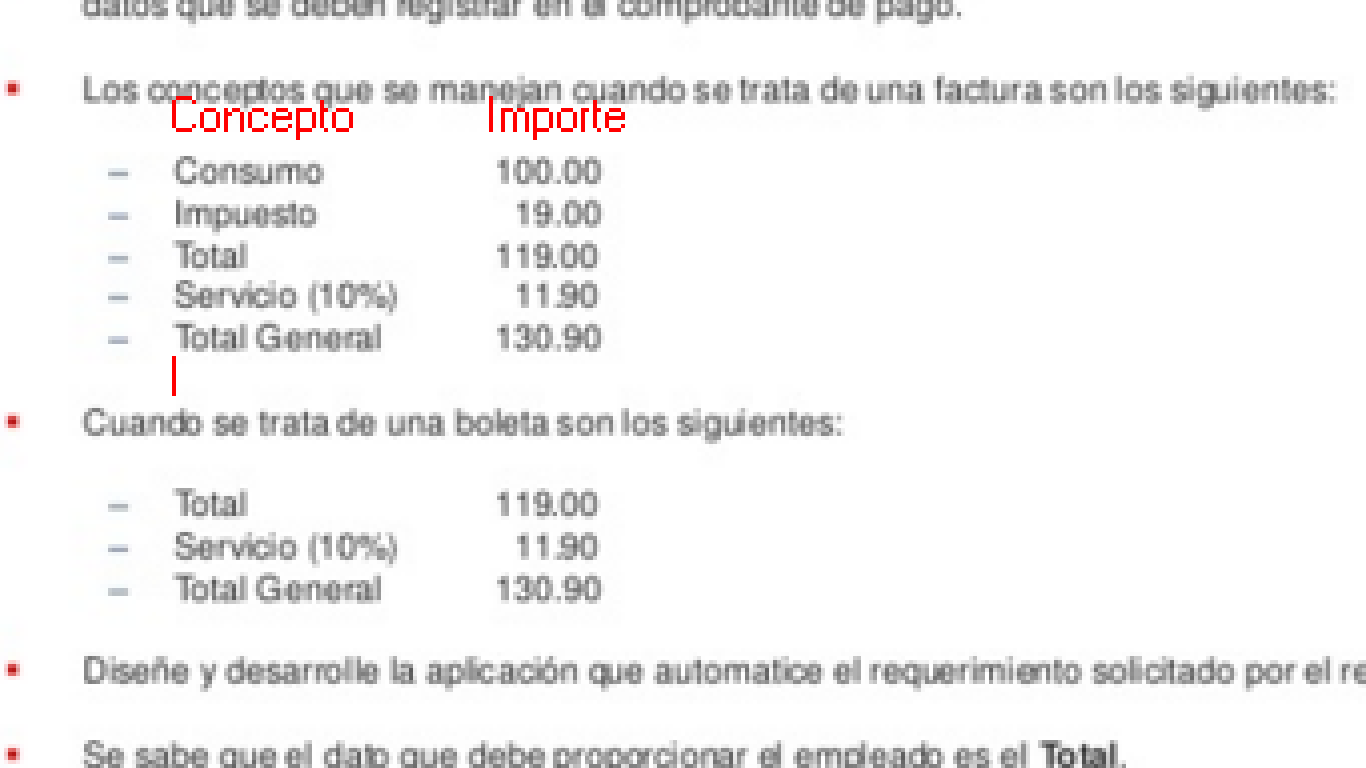 datos que se deben registrar en el comprobante de pago.
Los conceptos que se manejan cuando se trata de una factura son los siguientes:
Concepto Importe
– Consumo 100.00
– Impuesto 19.00
– Total 119.00
– Servicio (10%) 11.90
– Total General 130.90
Cuando se trata de una boleta son los siguientes:
– Total 119.00
– Servicio (10%) 11.90
– Total General 130.90
Diseñe y desarrolle la aplicación que automatice el requerimiento solicitado por el re
Se sabe que el dato que debe proporcionar el empleado es el Total.